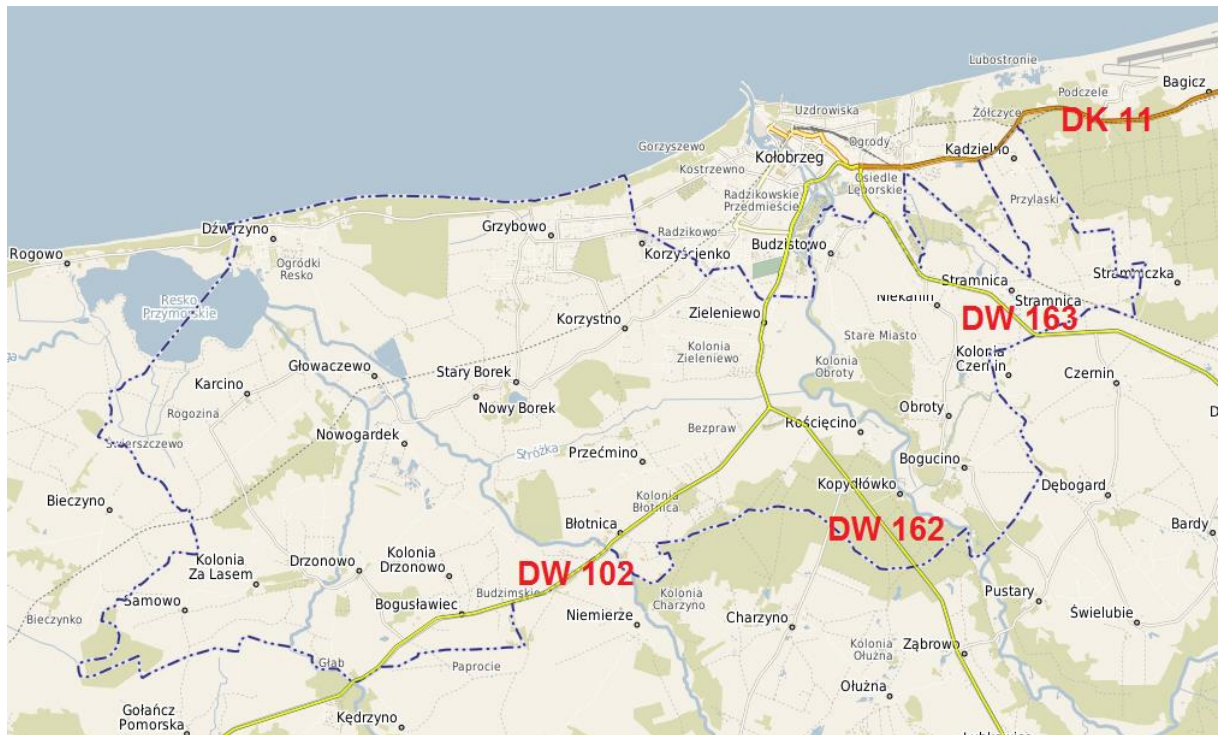 Lubostronie
Bagicz
Podczele
Uzdrowiska
Żółczyce
DK 11
Ogrody
Gorzyszewo
Kołobrzeg
Kądzielno
Kostrzewno
Osiedle
Lęborskie
Radzikowskie
Przedmieście
Przylaski
Dźwirzyno
Grzybowo
Radzikowo
Korzyścienko
Budzistowo
Rogowo
Ogródki
Resko
Stramnica
Stramniczka
Resko
Przymorskie
Niekanin
Stramnica
Zieleniewo
DW 163
Korzystno
Stare Miasto
Kolonia
Zieleniewo
Kolonia
Obroty
Kolonia
Czernin
Głowaczewo
Stary Borek
Czernin
Karcino
Nowy Borek
Rogozina
Obroty
Rościęcino
Bezpraw
Nowogardek
Świerszczewo
Stróżka
Przećmino
Bogucino
Kopydłówko
Dębogard
Bieczyno
Kolonia
Błotnica
Błotnica
DW 162
Bardy
Drzonowo
Kolonia
Drzonowo
DW 102
Kolonia
Za Lasem
Budzimskie
Kolonia
Charzyno
Pustary
Samowo
Bogusławiec
Niemierze
Charzyno
Świelubie
Bieczynko
Kolonia
Ołużna
Ząbrowo
Głąb
Paprocie
Ołużna
Gołańcz
Pomorska
Kędrzyno